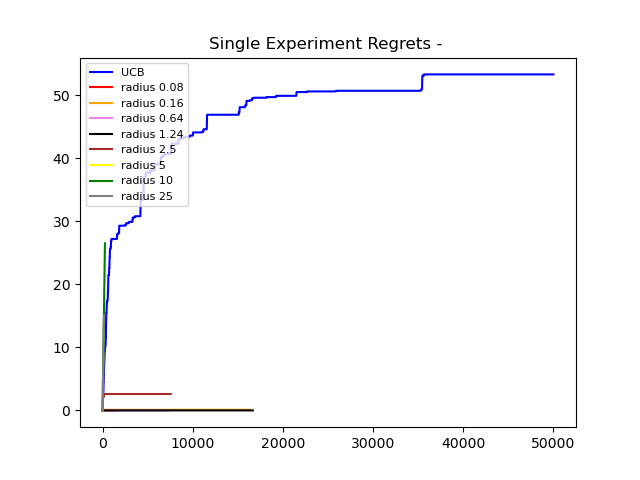 Single Experiment Regrets -
UCB
radius 0.08
radius 0.16
radius 0.64
radius 1.24
radius 2.5
radius 5
radius 10
radius 25
50
40
30
20
10
0
0 10000 20000 30000 40000 50000